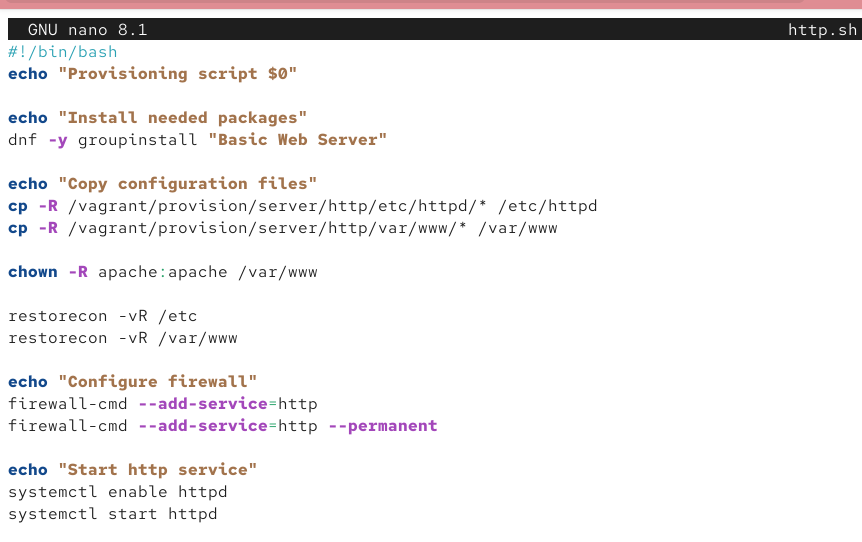 GNU nano 8.1 http.sh
#!/bin/bash
echo "Provisioning script $0"
echo "Install needed packages"
dnf -y groupinstall "Basic Web Server"
echo "Copy configuration files"
cp -R /vagrant/provision/server/http/etc/httpd/* /etc/httpd
cp -R /vagrant/provision/server/http/var/www/* /var/www
chown -R apache:apache /var/www
restorecon -vR /etc
restorecon -vR /var/www
echo "Configure firewall"
firewall-cmd --add-service=http
firewall-cmd --add-service=http --permanent
echo "Start http service"
systemctl enable httpd
systemctl start httpd